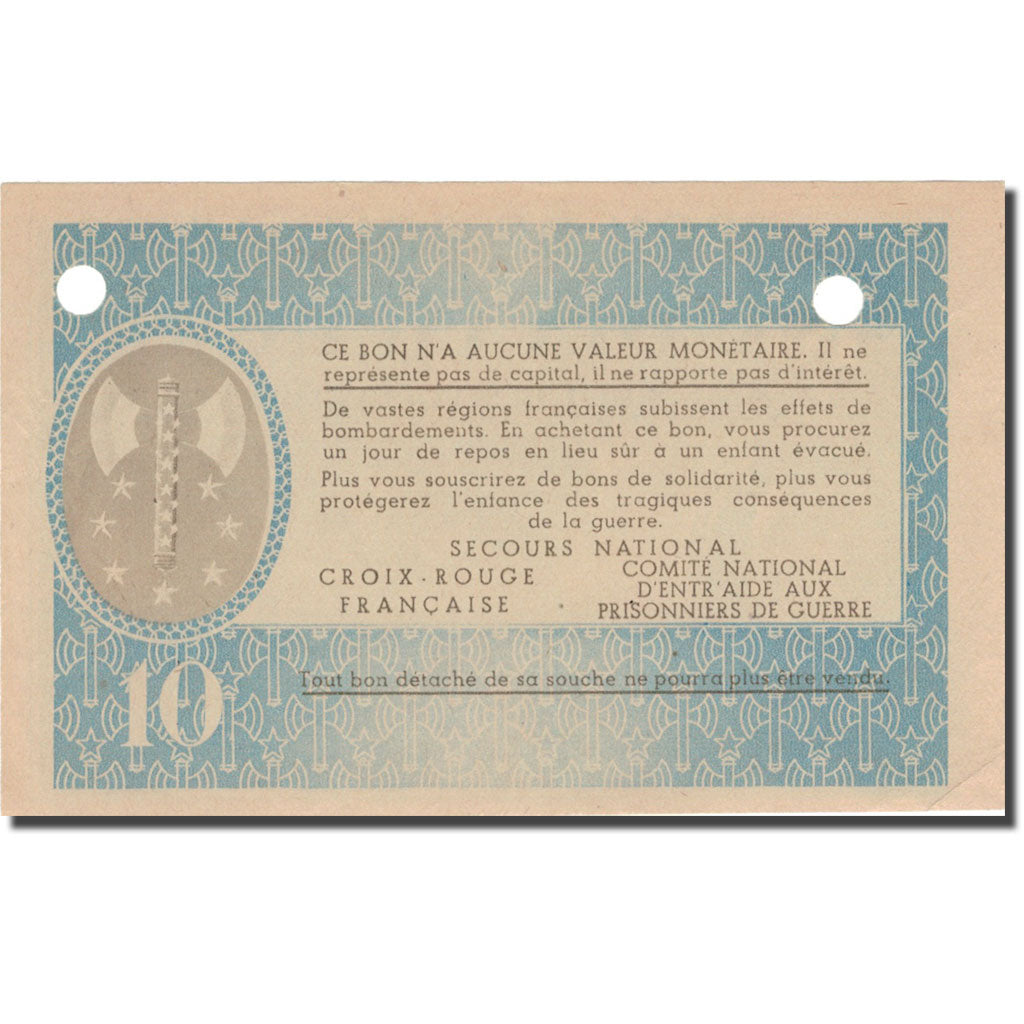 CE BON N'A AUCUNE VALEUR MONÉTAIRE. Il ne
représente pas de capital, il ne rapporte pas d'intérêt.
De vastes régions françaises subissent les effets de
bombardements. En achetant ce bon, vous procurez
un jour de repos en lieu sûr à un enfant évacué.
Plus vous souscrirez de bons de solidarité, plus vous
protégerez l'enfance des tragiques conséquences
de la guerre.
SECOURS NATIONAL
CROIX-ROUGE
FRANÇAISE
COMITÉ NATIONAL
D'ENTR'AIDE AUX
PRISONNIERS DE GUERRE
Tout bon détaché de sa souche ne pourra plus être vendu.
10